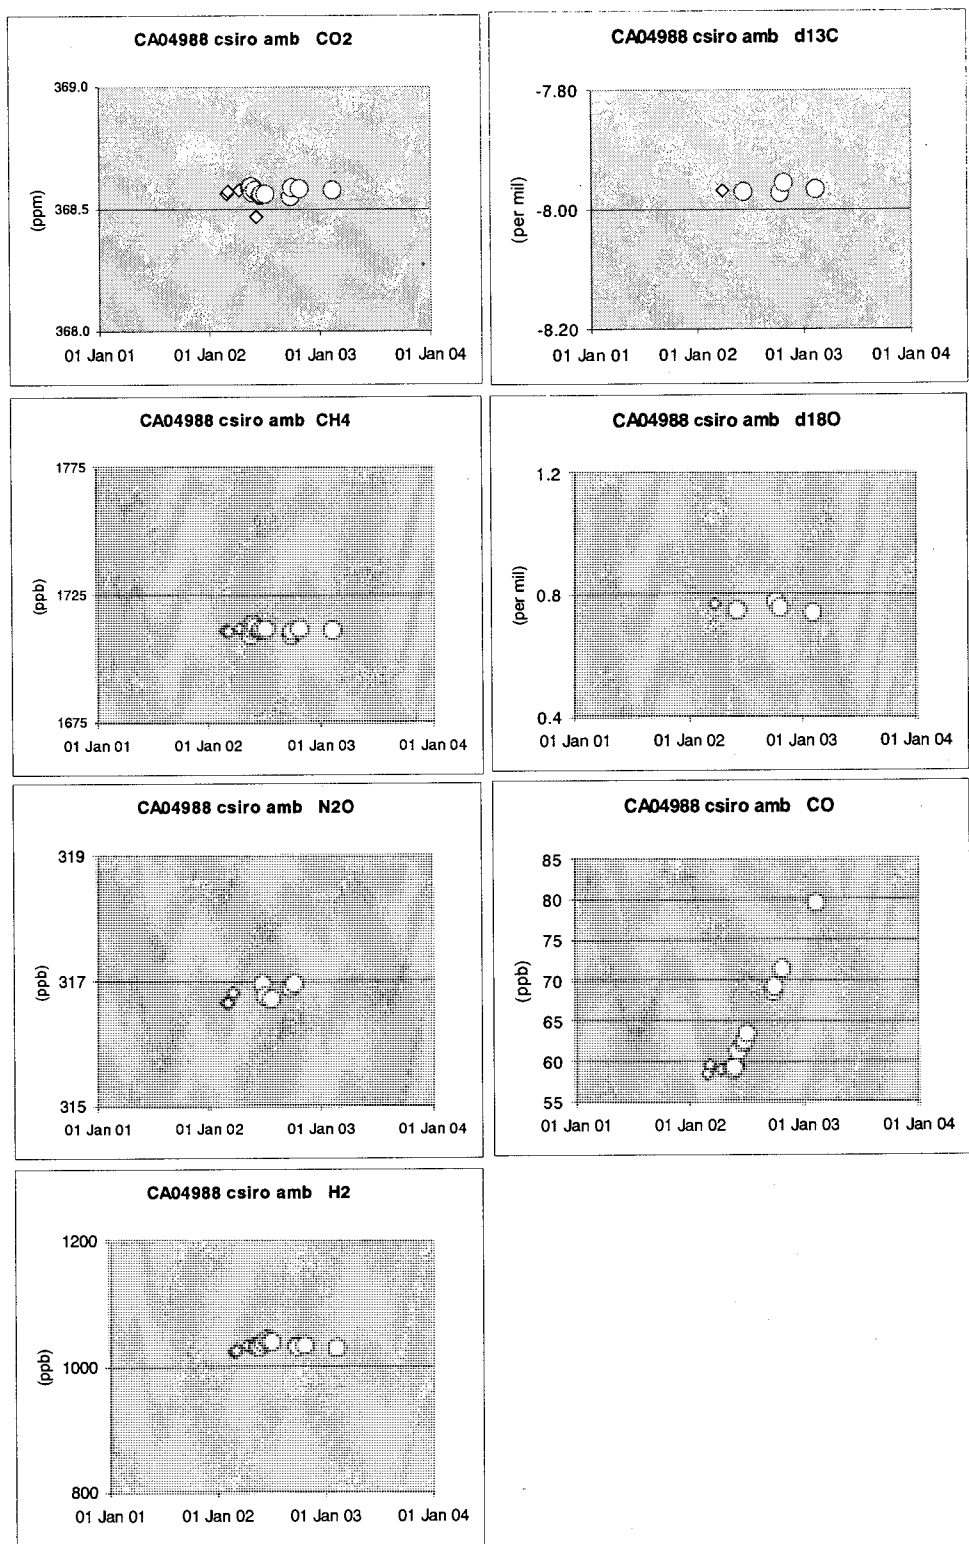 CA04988 csiro amb CO2
369.0
368.5
368.0
(ppm)
01 Jan 01 01 Jan 02 01 Jan 03 01 Jan 04
CA04988 csiro amb d13C
-7.80
-8.00
-8.20
(per mil)
01 Jan 01 01 Jan 02 01 Jan 03 01 Jan 04
CA04988 csiro amb CH4
1775
1725
1675
(ppb)
01 Jan 01 01 Jan 02 01 Jan 03 01 Jan 04
CA04988 csiro amb d18O
1.2
0.8
0.4
(per mil)
01 Jan 01 01 Jan 02 01 Jan 03 01 Jan 04
CA04988 csiro amb N2O
319
317
315
(ppb)
01 Jan 01 01 Jan 02 01 Jan 03 01 Jan 04
CA04988 csiro amb CO
85
80
75
70
65
60
55
(ppb)
01 Jan 01 01 Jan 02 01 Jan 03 01 Jan 04
CA04988 csiro amb H2
1200
1000
800
(ppb)
01 Jan 01 01 Jan 02 01 Jan 03 01 Jan 04